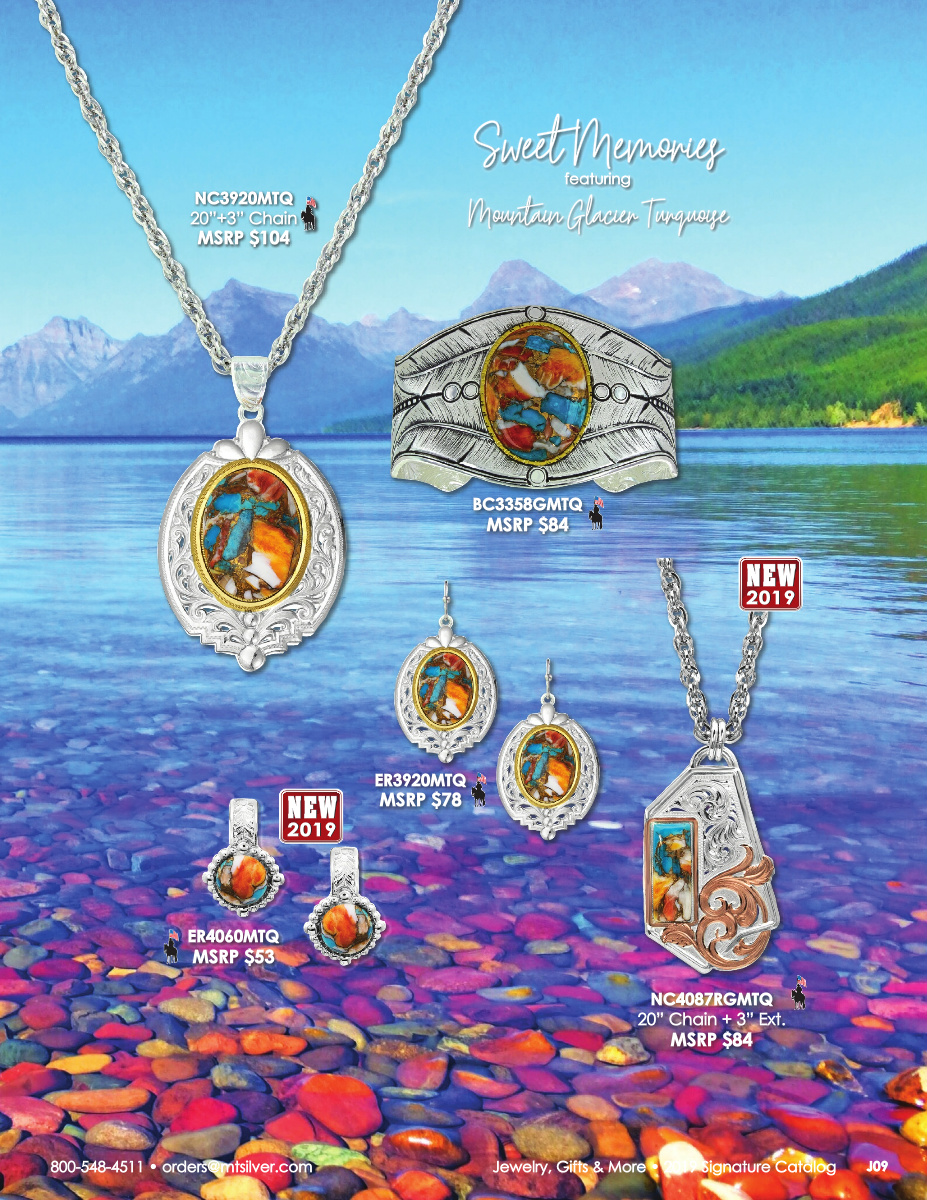 Sweet Memories
featuring
Mountain Glacier Turquoise
NC3920MTQ
20"+3" Chain
MSRP $104
BC3358GMTQ
MSRP $84
NEW
2019
ER3920MTQ
MSRP $78
NEW
2019
ER4060MTQ
MSRP $53
NC4087RGMTQ
20" Chain + 3" Ext.
MSRP $84
800-548-4511 • orders@mtsilver.com
Jewelry, Gifts & More • Signature Catalog J09